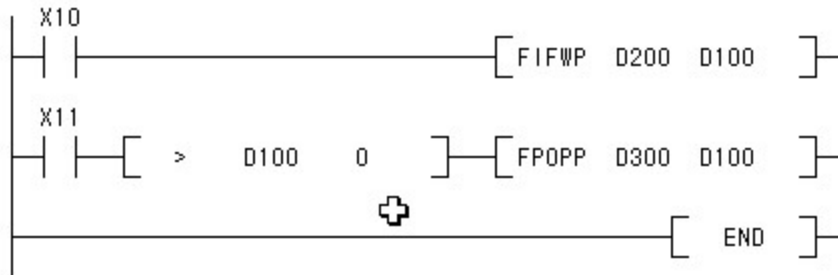 X10
FIFWP D200 D100
X11
> D100 0 FPOPP D300 D100
END